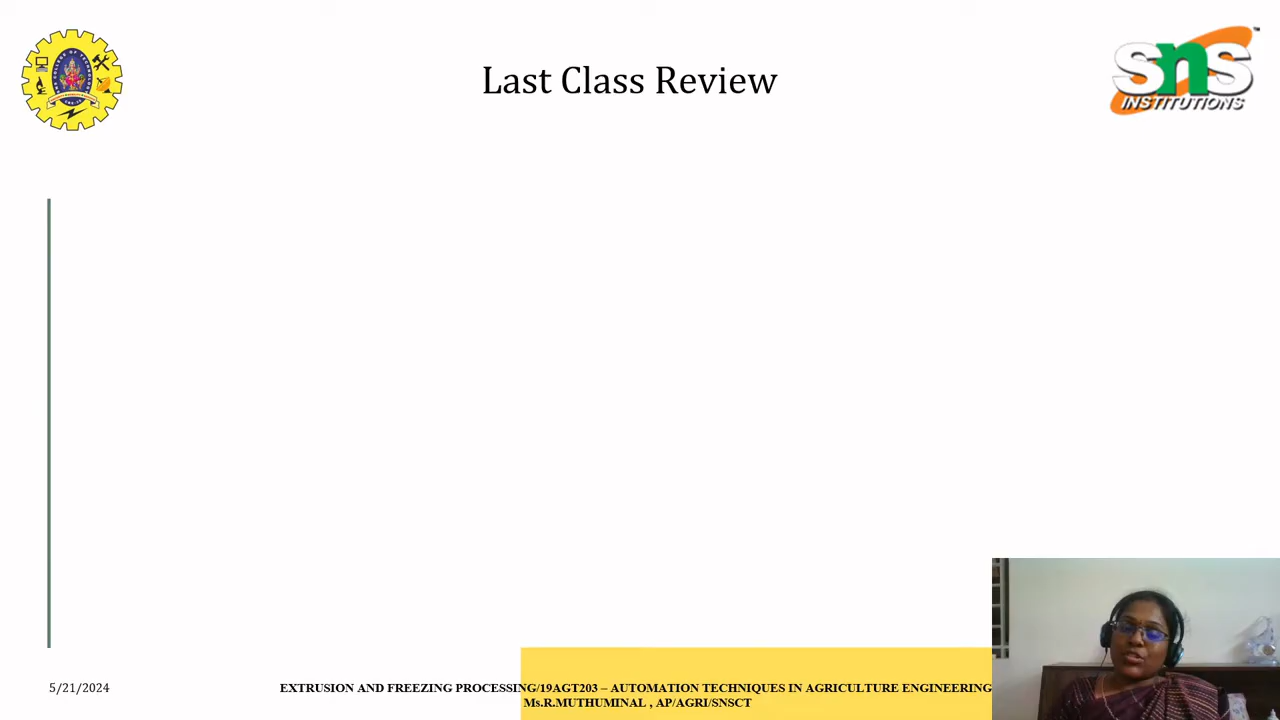 Last Class Review
SNS
INSTITUTIONS
5/21/2024
EXTRUSION AND FREEZING PROCESSING/19AGT203 – AUTOMATION TECHNIQUES IN AGRICULTURE ENGINEERING
Ms.R.MUTHUMINAL , AP/AGRI/SNSCT